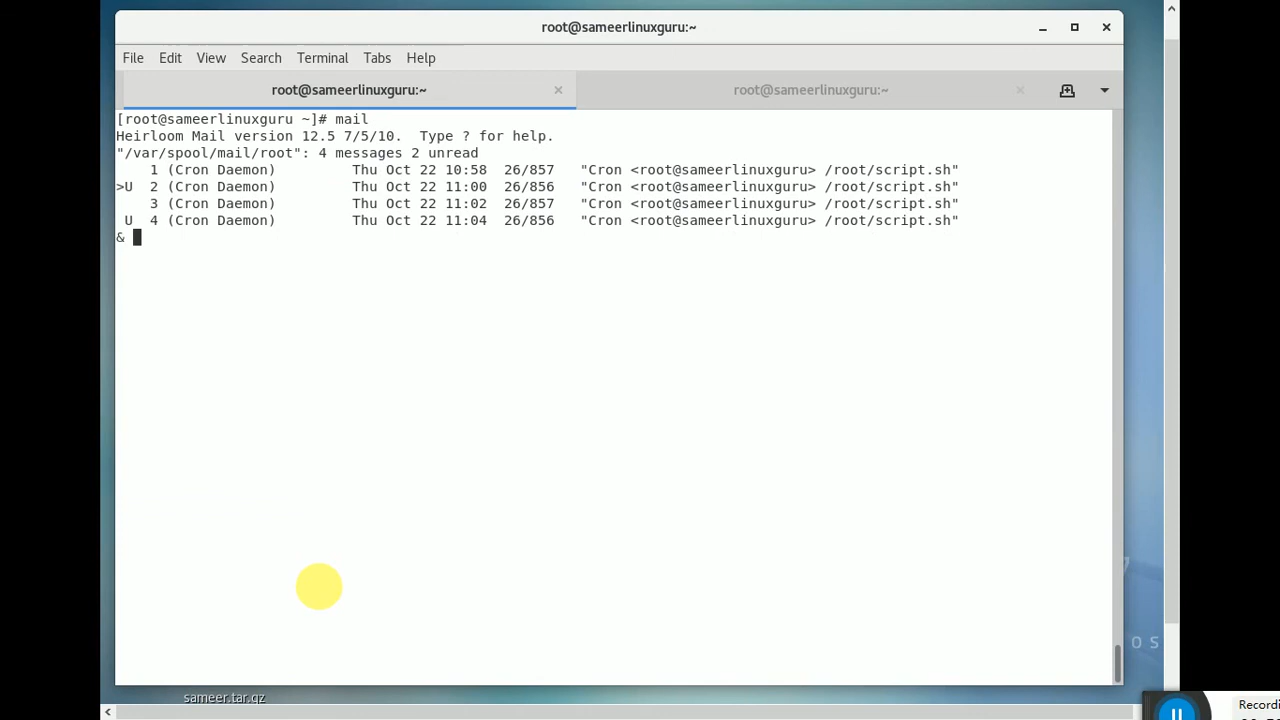 root@sameerlinuxguru:~
File Edit View Search Terminal Tabs Help
root@sameerlinuxguru:~ root@sameerlinuxguru:~
[root@sameerlinuxguru ~]# mail
Heirloom Mail version 12.5 7/5/10.  Type ? for help.
"/var/spool/mail/root": 4 messages 2 unread
    1 (Cron Daemon)         Thu Oct 22 10:58  26/857   "Cron <root@sameerlinuxguru> /root/script.sh"
>U  2 (Cron Daemon)         Thu Oct 22 11:00  26/856   "Cron <root@sameerlinuxguru> /root/script.sh"
    3 (Cron Daemon)         Thu Oct 22 11:02  26/857   "Cron <root@sameerlinuxguru> /root/script.sh"
 U  4 (Cron Daemon)         Thu Oct 22 11:04  26/856   "Cron <root@sameerlinuxguru> /root/script.sh"
&
7
OS
sameer.tar.gz